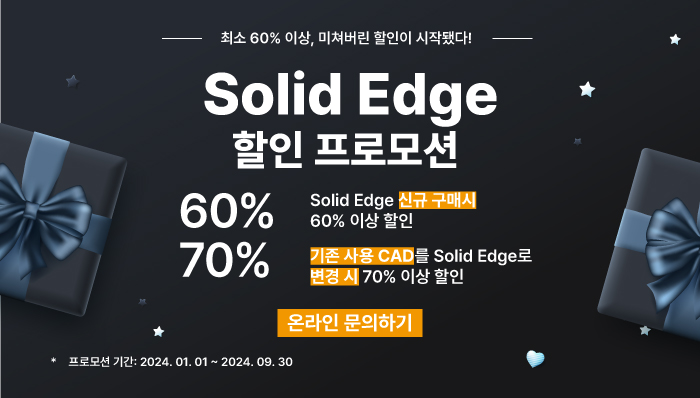 최소 60% 이상, 미쳐버린 할인이 시작됐다!
Solid Edge
할인 프로모션
60%
Solid Edge 신규 구매시
60% 이상 할인
70%
기존 사용 CAD를 Solid Edge로
변경 시 70% 이상 할인
온라인 문의하기
* 프로모션 기간: 2024. 01. 01 ~ 2024. 09. 30